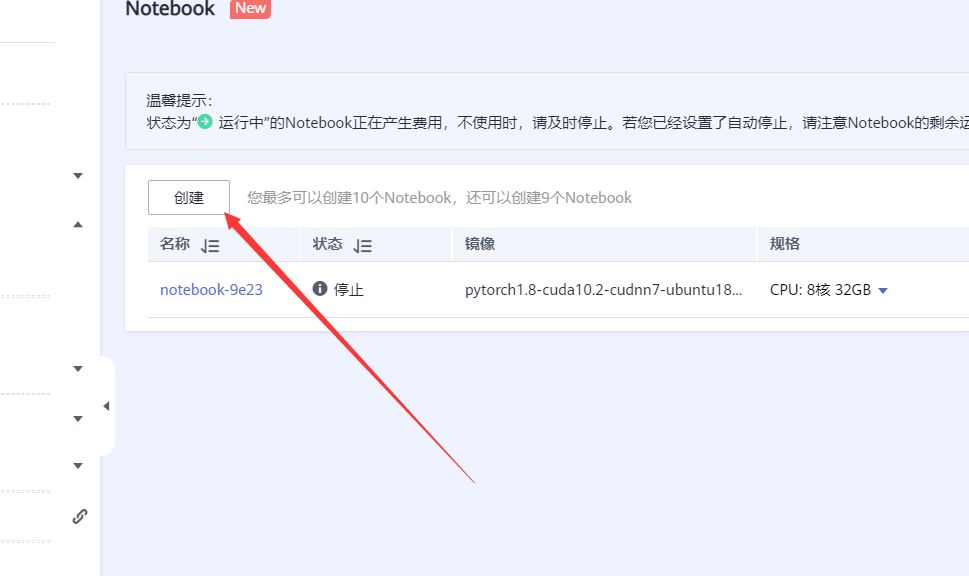 Notebook New
温馨提示：
状态为“运行中”的Notebook正在产生费用，不使用时，请及时停止。若您已经设置了自动停止，请注意Notebook的剩余运
创建 您最多可以创建10个Notebook，还可以创建9个Notebook
名称 状态 镜像 规格
notebook-9e23 停止 pytorch1.8-cuda10.2-cudnn7-ubuntu18... CPU: 8核 32GB